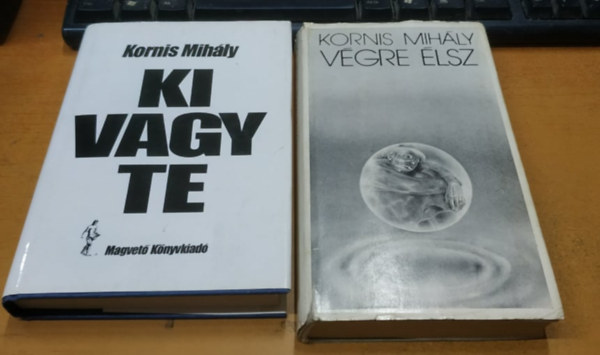 Kornis Mihály
KI
VAGY
TE
Magvető Könyvkiadó
KORNIS MIHÁLY
VÉGRE ÉLSZ